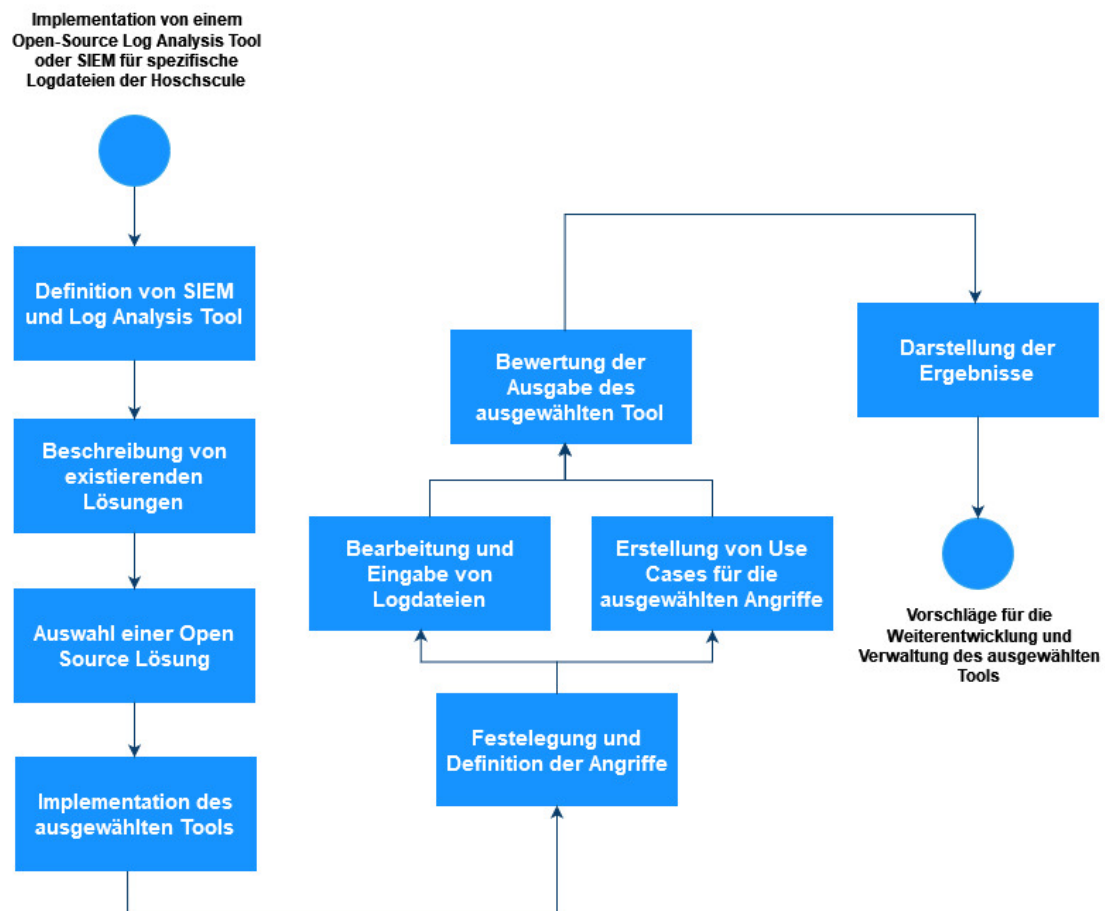 Implementation von einem
Open-Source Log Analysis Tool
oder SIEM für spezifische
Logdateien der Hoschscule
Definition von SIEM
und Log Analysis Tool
Beschreibung von
existierenden
Lösungen
Auswahl einer Open
Source Lösung
Implementation des
ausgewählten Tools
Festelegung und
Definition der Angriffe
Bearbeitung und
Eingabe von
Logdateien
Erstellung von Use
Cases für die
ausgewählten Angriffe
Bewertung der
Ausgabe des
ausgewählten Tool
Darstellung der
Ergebnisse
Vorschläge für die
Weiterentwicklung und
Verwaltung des ausgewählten
Tools